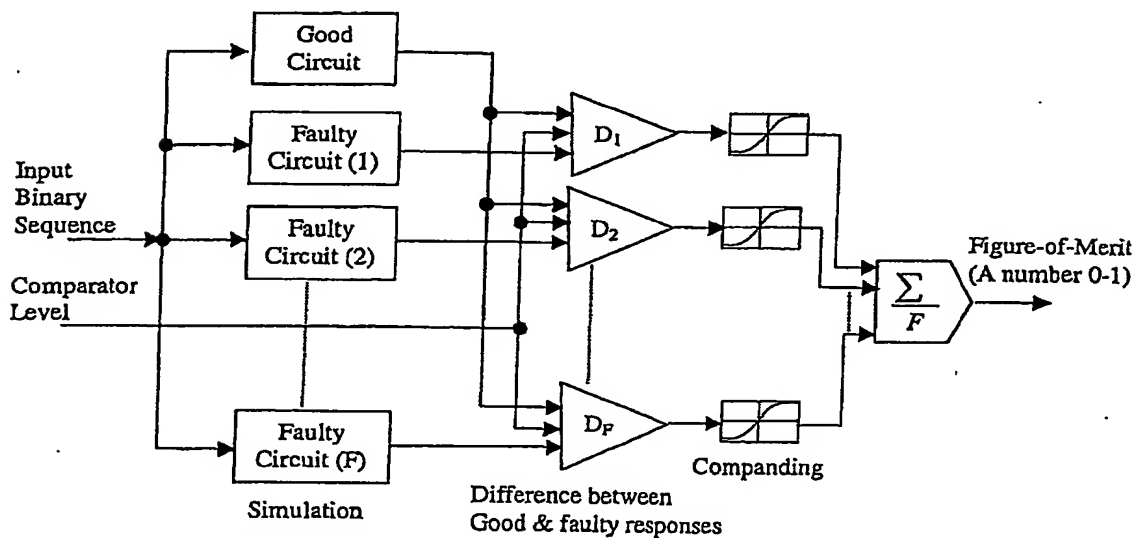 Good
Circuit
Faulty
Circuit (1)
Input
Binary
Sequence
Faulty
Circuit (2)
Comparator
Level
Faulty
Circuit (F)
Simulation
D1
D2
DF
Difference between
Good & faulty responses
Companding
Σ
F
Figure-of-Merit
(A number 0-1)